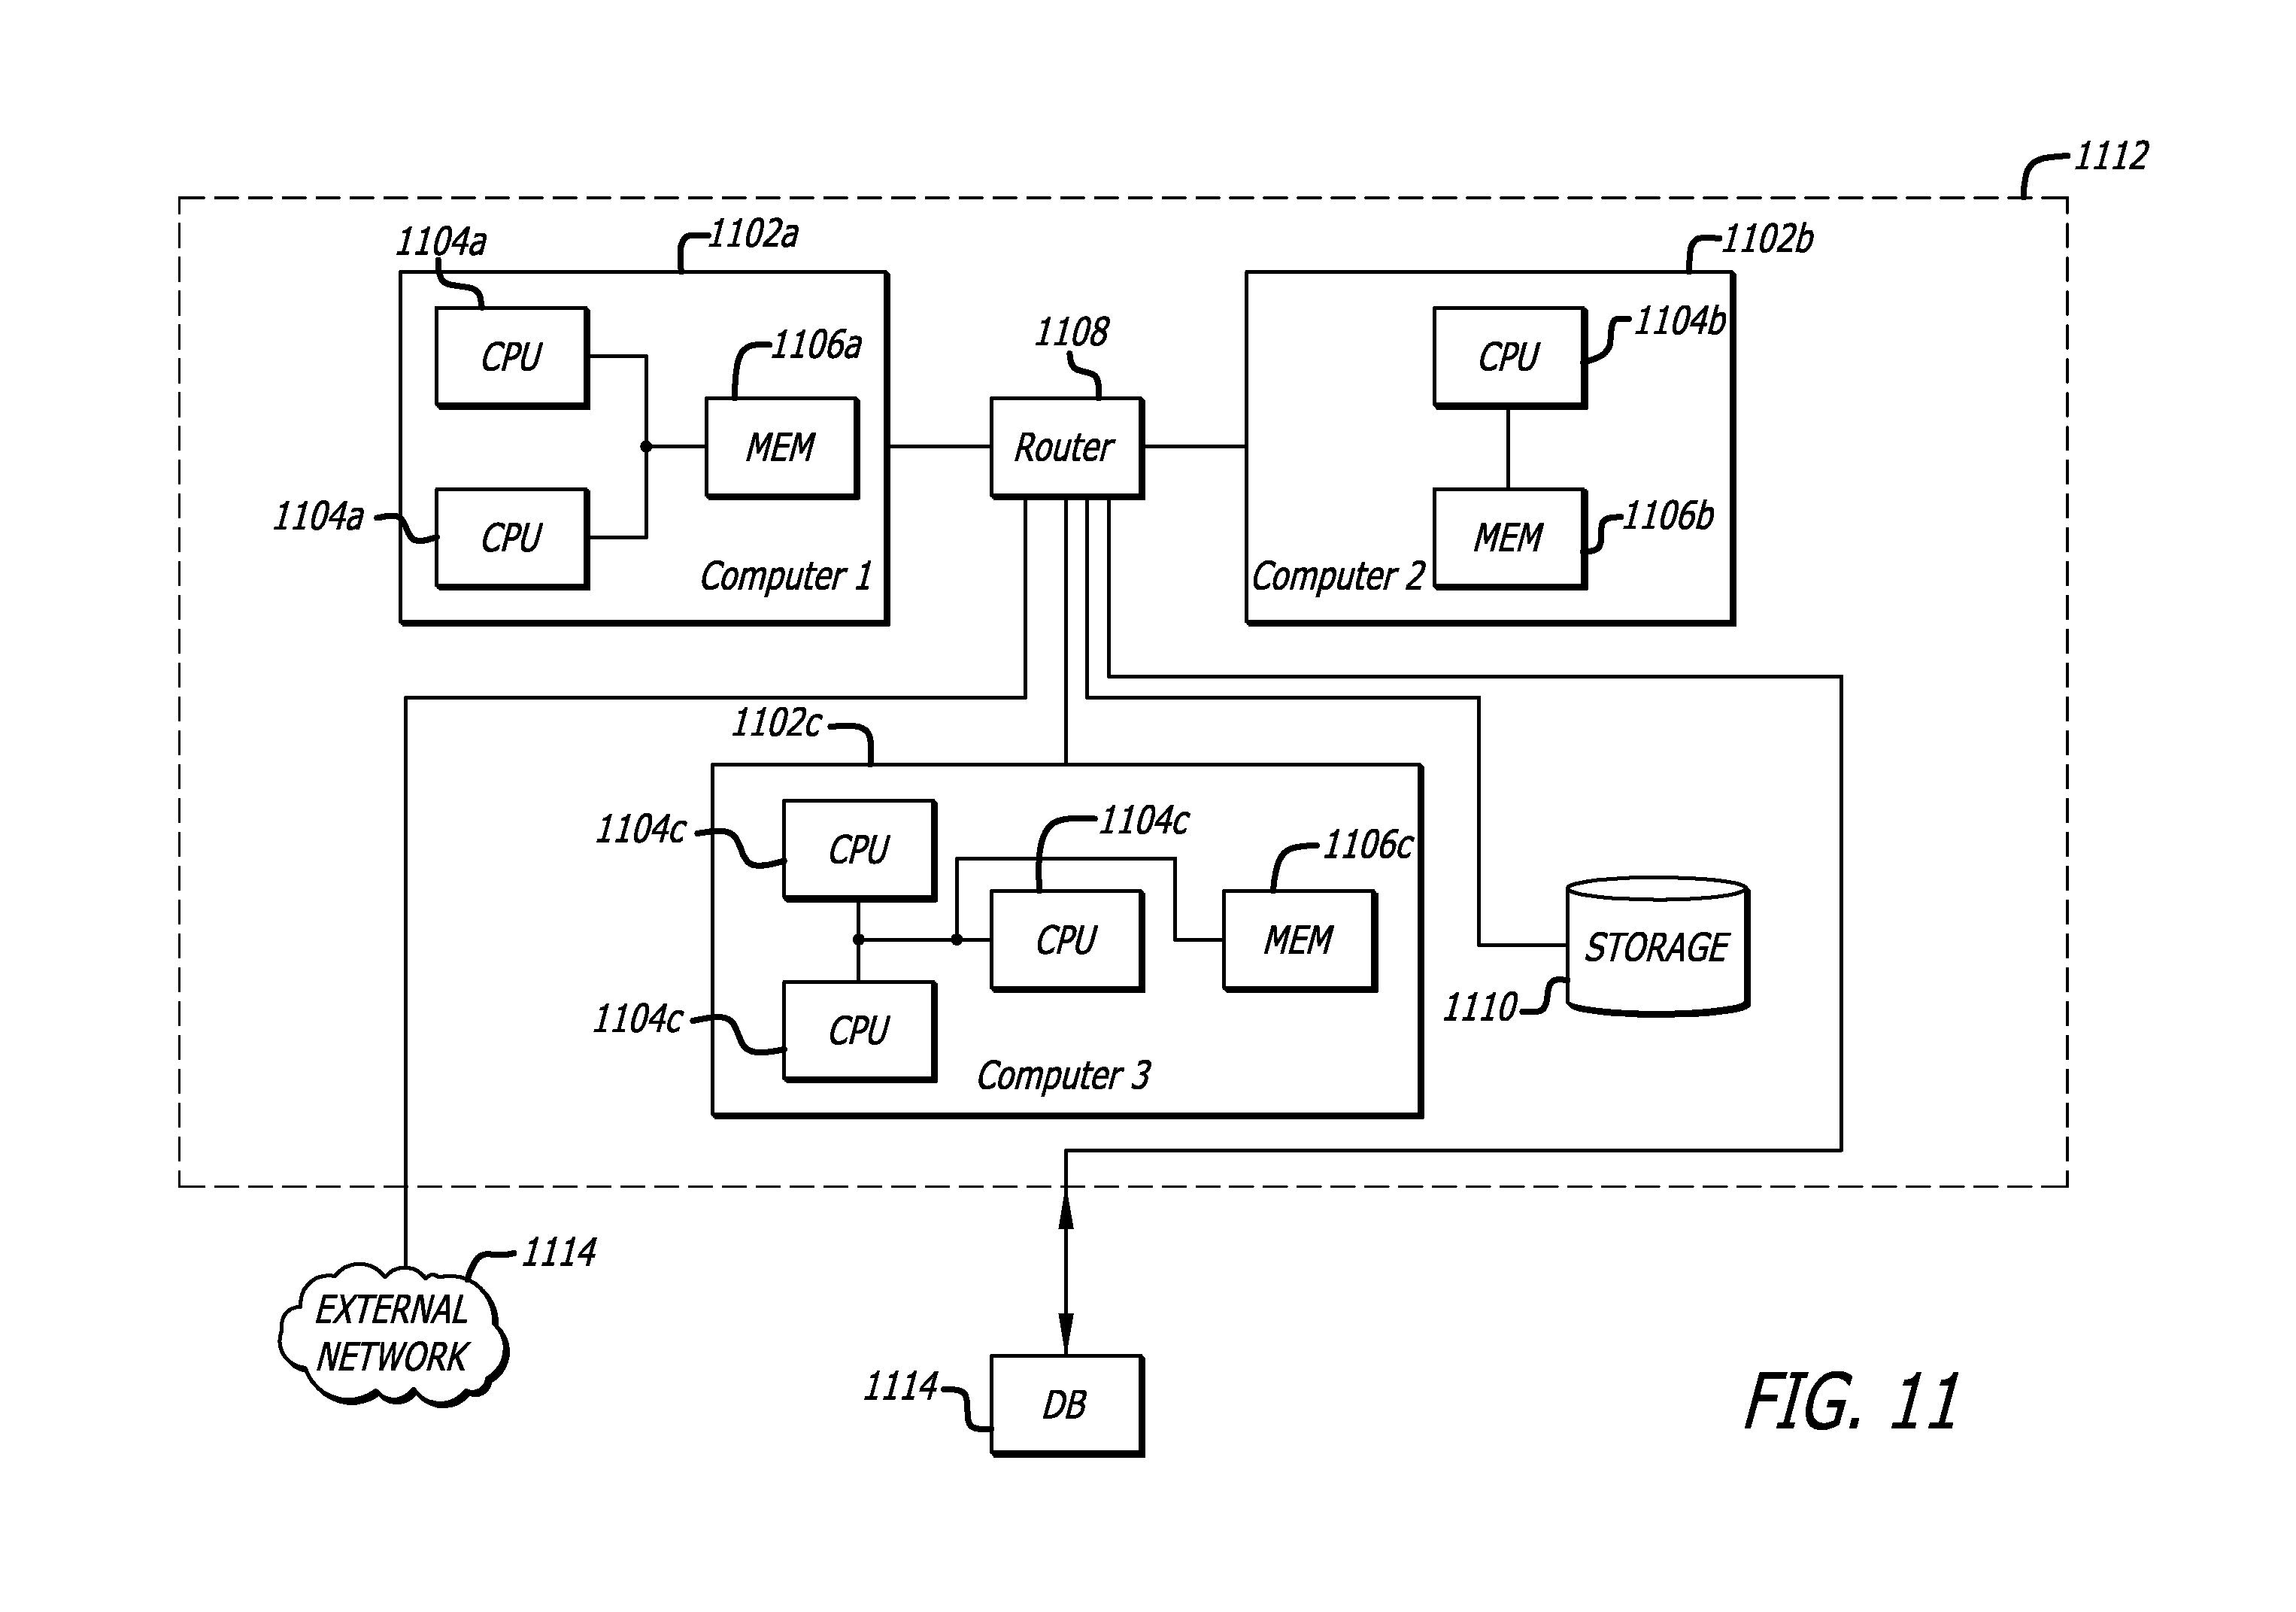 1112
1104a
1102a
1102b
CPU
1106a
1108
CPU
1104b
MEM
Router
1104a
CPU
MEM
1106b
Computer 1
Computer 2
1102c
1104c
CPU
1104c
1106c
CPU
MEM
STORAGE
1110
1104c
CPU
Computer 3
1114
EXTERNAL
NETWORK
1114
DB
FIG. 11